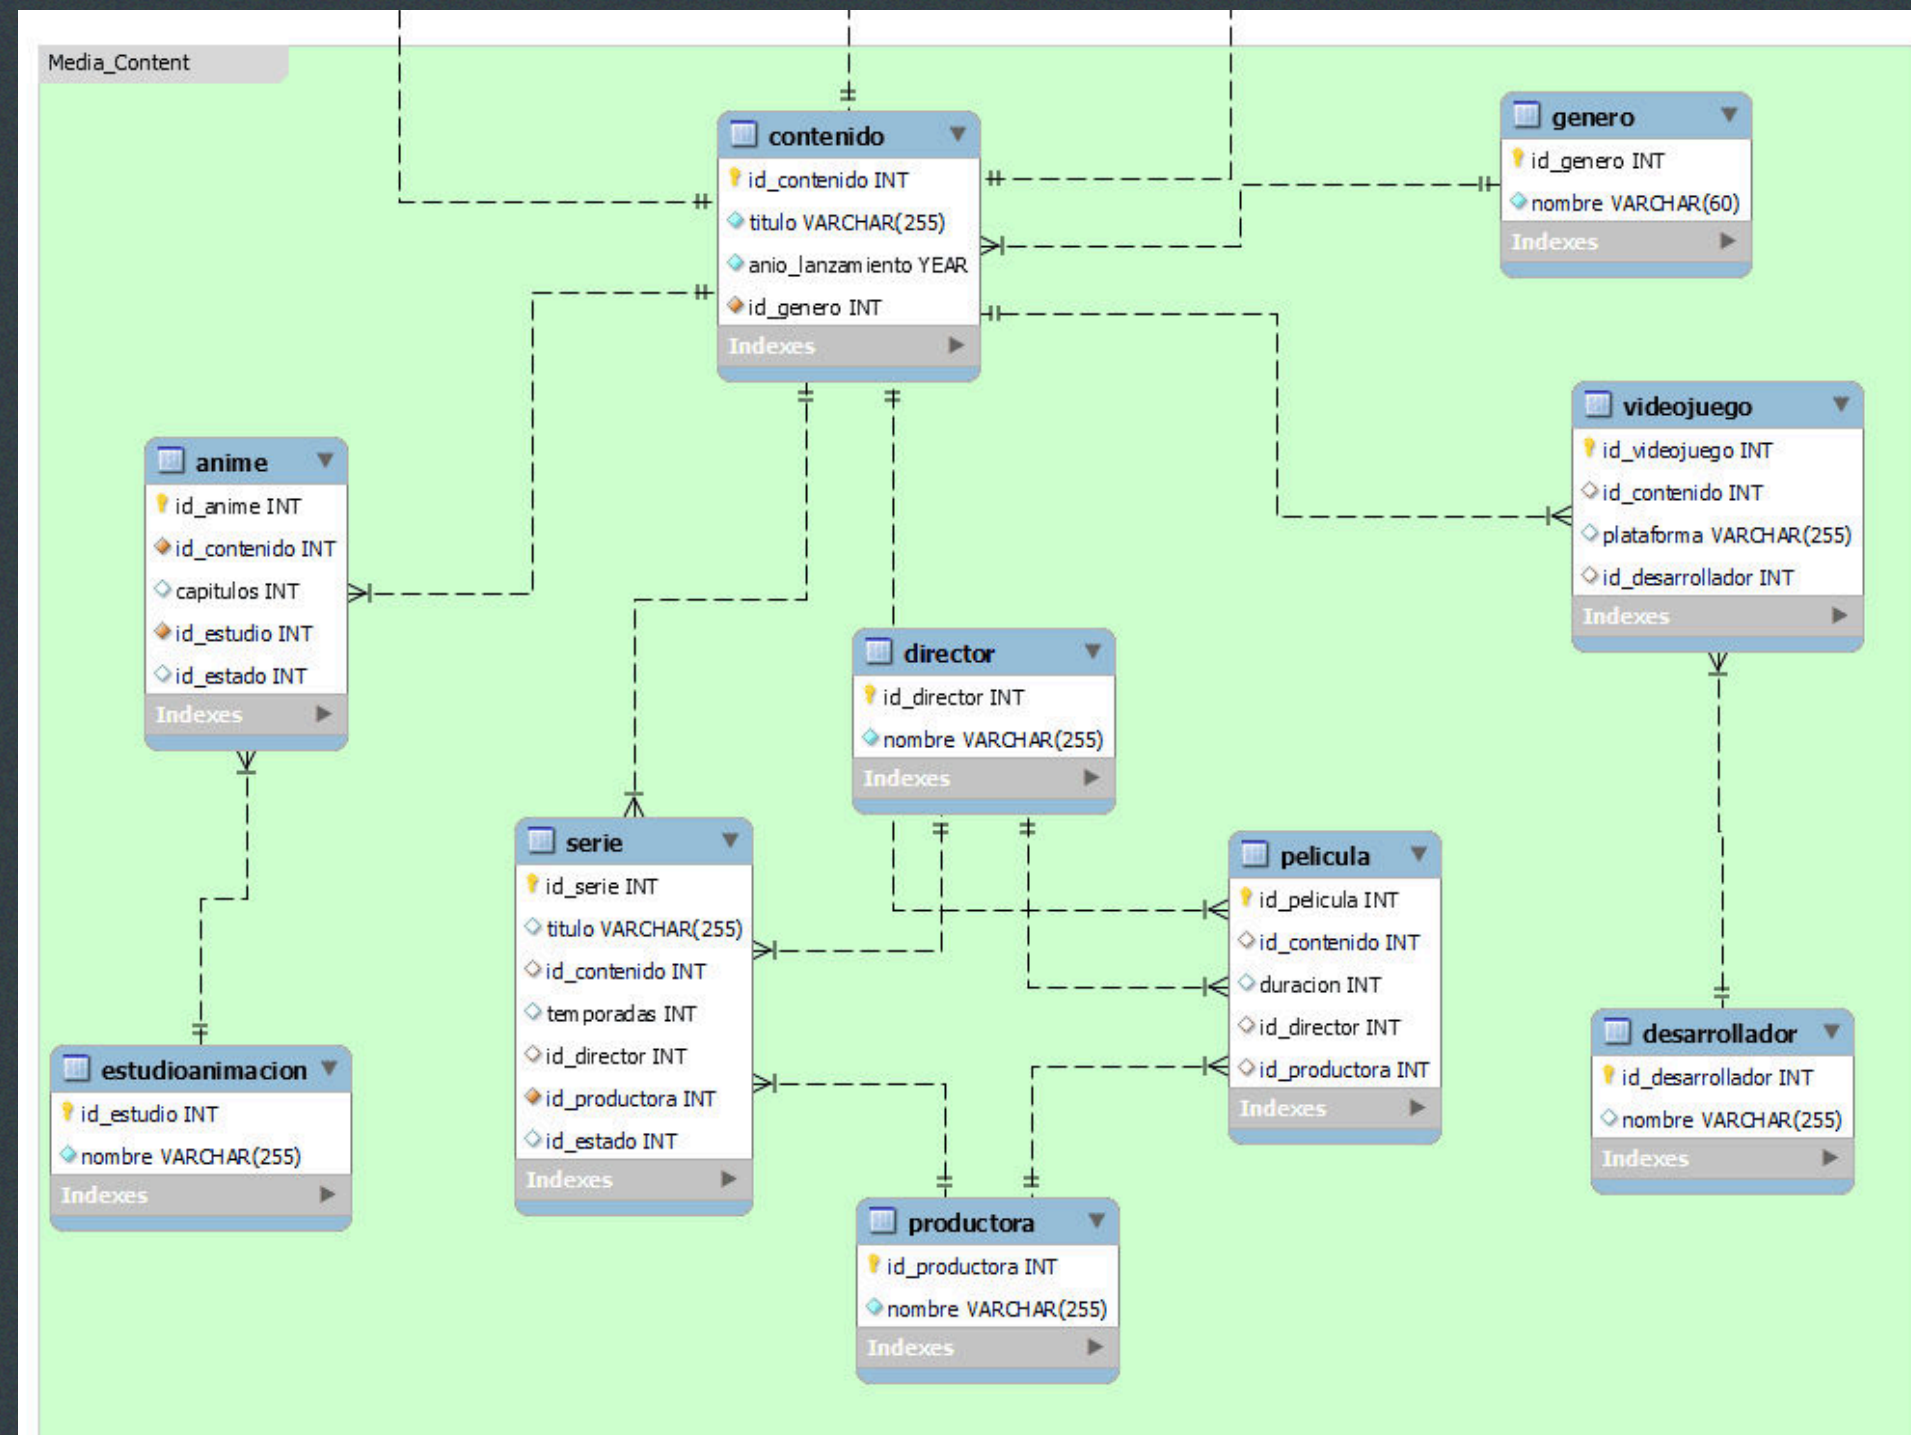 Media_Content
contenido
id_contenido INT
titulo VARCHAR(255)
anio_lanzamiento YEAR
id_genero INT
Indexes
genero
id_genero INT
nombre VARCHAR(60)
Indexes
videojuego
id_videojuego INT
id_contenido INT
plataforma VARCHAR(255)
id_desarrollador INT
Indexes
anime
id_anime INT
id_contenido INT
capitulos INT
id_estudio INT
id_estado INT
Indexes
director
id_director INT
nombre VARCHAR(255)
Indexes
serie
id_serie INT
titulo VARCHAR(255)
id_contenido INT
temporadas INT
id_director INT
id_productora INT
id_estado INT
Indexes
pelicula
id_pelicula INT
id_contenido INT
duracion INT
id_director INT
id_productora INT
Indexes
desarrollador
id_desarrollador INT
nombre VARCHAR(255)
Indexes
estudioanimacion
id_estudio INT
nombre VARCHAR(255)
Indexes
productora
id_productora INT
nombre VARCHAR(255)
Indexes